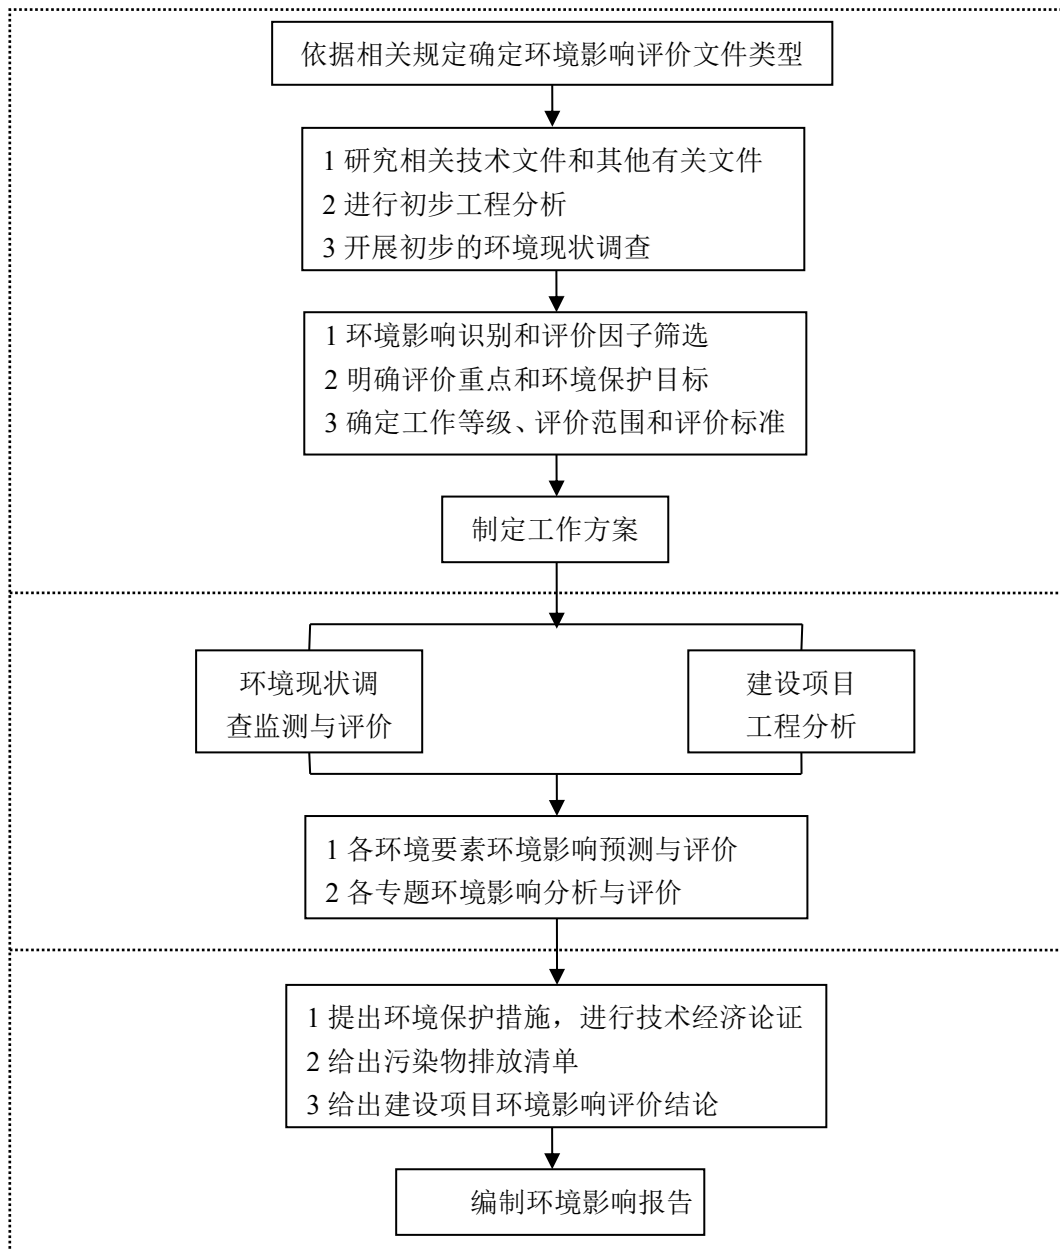 依据相关规定确定环境影响评价文件类型
1 研究相关技术文件和其他有关文件
2 进行初步工程分析
3 开展初步的环境现状调查
1 环境影响识别和评价因子筛选
2 明确评价重点和环境保护目标
3 确定工作等级、评价范围和评价标准
制定工作方案
环境现状调
查监测与评价
建设项目
工程分析
1 各环境要素环境影响预测与评价
2 各专题环境影响分析与评价
1 提出环境保护措施，进行技术经济论证
2 给出污染物排放清单
3 给出建设项目环境影响评价结论
编制环境影响报告